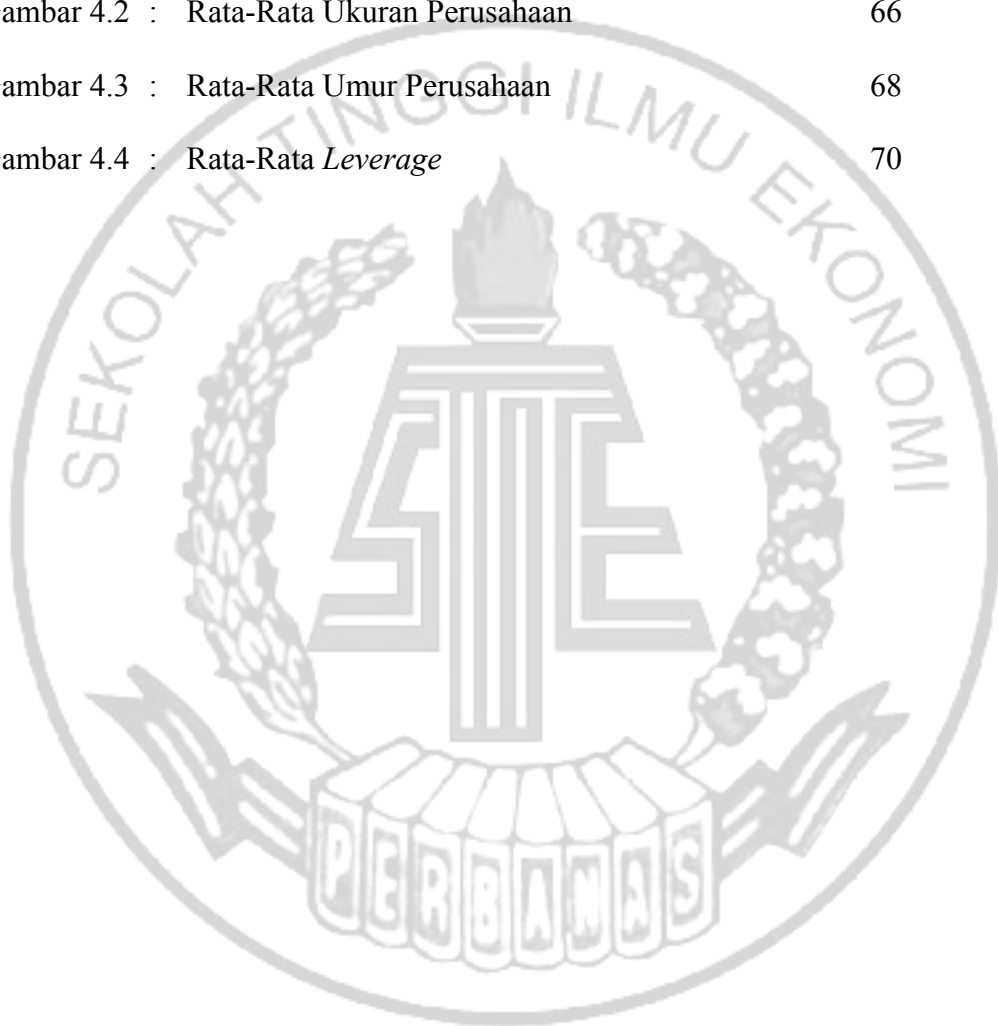 ambar 4.2 : Rata-Rata Ukuran Perusahaan 66
ambar 4.3 : Rata-Rata Umur Perusahaan 68
ambar 4.4 : Rata-Rata Leverage 70
SEKOLAH TINGGI ILMU EKONOMI
STIE
PERBANAS